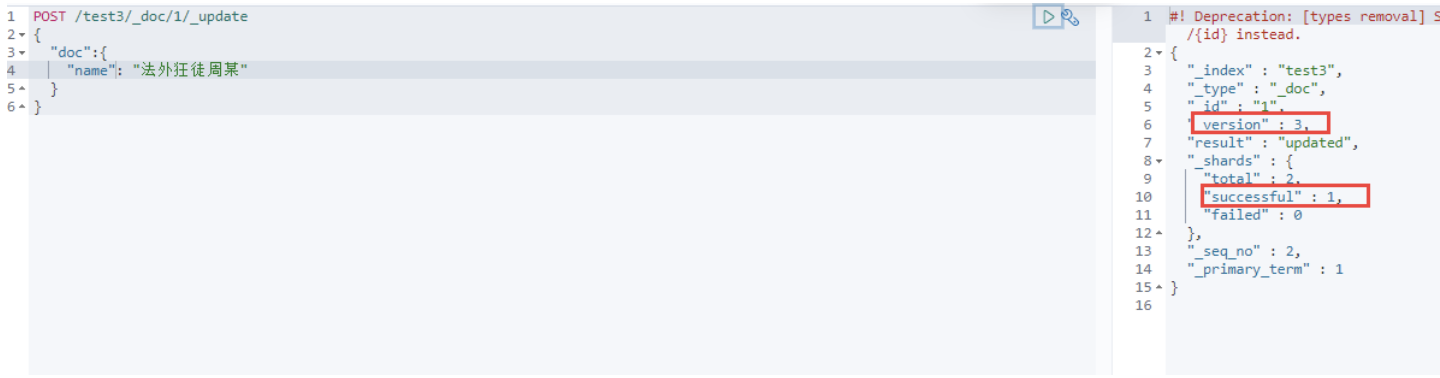 1 POST /test3/_doc/1/_update
2 {
3 "doc":{
4 "name": "法外狂徒周某"
5 }
6 }
1 #! Deprecation: [types removal] S
/{id} instead.
2 {
3 "_index" : "test3",
4 "_type" : "_doc",
5 "_id" : "1",
6 "_version" : 3,
7 "result" : "updated",
8 "_shards" : {
9 "total" : 2,
10 "successful" : 1,
11 "failed" : 0
12 },
13 "_seq_no" : 2,
14 "_primary_term" : 1
15 }
16